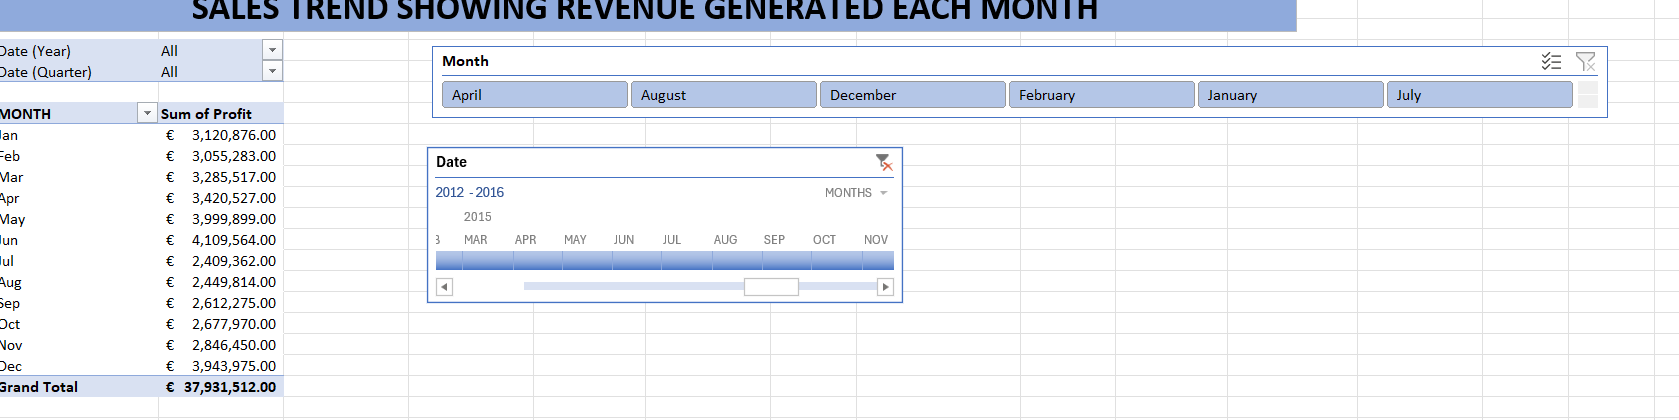 SALES TREND SHOWING REVENUE GENERATED EACH MONTH
Date (Year) All
Date (Quarter) All
MONTH Sum of Profit
Jan € 3,120,876.00
Feb € 3,055,283.00
Mar € 3,285,517.00
Apr € 3,420,527.00
May € 3,999,899.00
Jun € 4,109,564.00
Jul € 2,409,362.00
Aug € 2,449,814.00
Sep € 2,612,275.00
Oct € 2,677,970.00
Nov € 2,846,450.00
Dec € 3,943,975.00
Grand Total € 37,931,512.00
Month
April August December February January July
Date
2012 - 2016 MONTHS
2015
MAR APR MAY JUN JUL AUG SEP OCT NOV